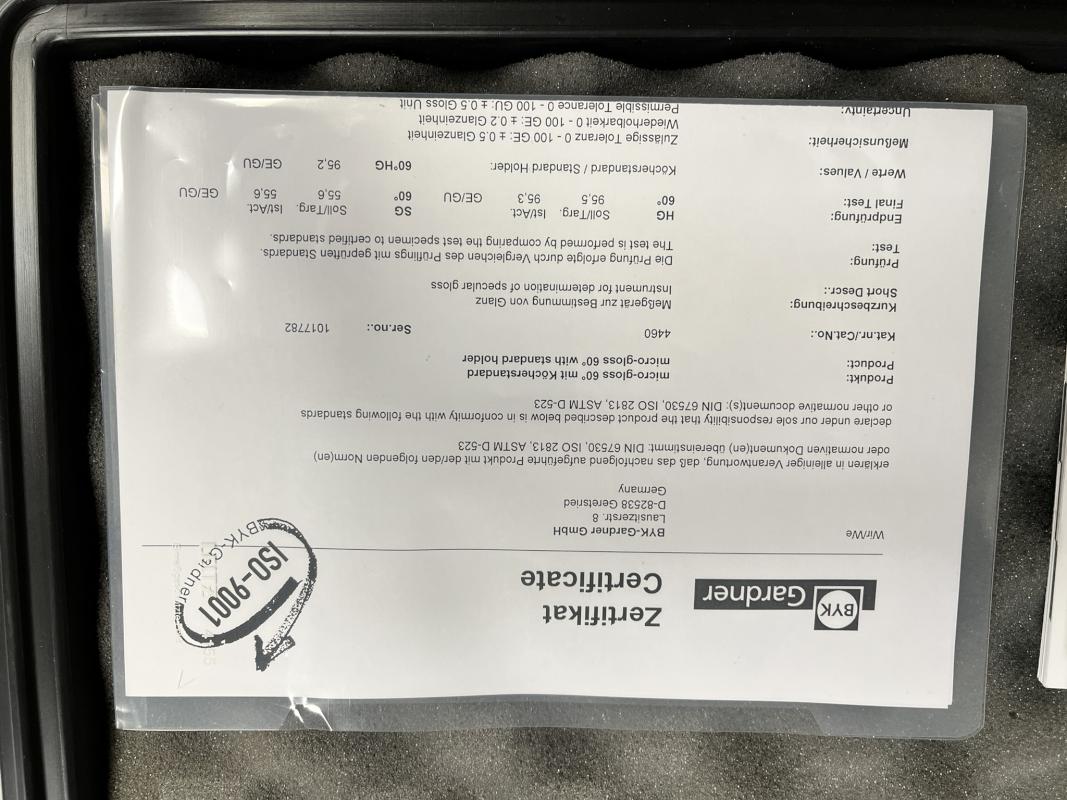 BYK
Gardner
Zertifikat
Certificate
ISO-9001
BYK-Gardner
Wir/We
BYK-Gardner GmbH
Lausitzerstr. 8
D-82538 Geretsried
Germany
erklären in alleiniger Verantwortung, daß das nachfolgend aufgeführte Produkt mit der/den folgenden Norm(en)
oder normativen Dokument(en) übereinstimmt: DIN 67530, ISO 2813, ASTM D-523
declare under our sole responsibility that the product described below is in conformity with the following standards
or other normative document(s): DIN 67530, ISO 2813, ASTM D-523
Produkt: micro-gloss 60° mit Köcherstandard
Product: micro-gloss 60° with standard holder
Kat.nr/Cat.No.: 4460 Ser.no.: 1017782
Kurzbeschreibung: Meßgerät zur Bestimmung von Glanz
Short Descr.: Instrument for determination of specular gloss
Prüfung: Die Prüfung erfolgte durch Vergleichen des Prüflings mit geprüften Standards.
Test: The test is performed by comparing the test specimen to certified standards.
Endprüfung: HG Soll/Targ. Ist/Act. SG Soll/Targ. Ist/Act.
Final Test: 60° 95,5 95,3 GE/GU 60° 55,6 55,6 GE/GU
Werte / Values: Köcherstandard / Standard Holder: 60°HG 95,2 GE/GU
Meßunsicherheit: Zulässige Toleranz 0 - 100 GE: ± 0.5 Glanzeinheit
Wiederholbarkeit 0 - 100 GE: ± 0.2 Glanzeinheit
Uncertainty: Permissible Tolerance 0 - 100 GU: ± 0.5 Gloss Unit